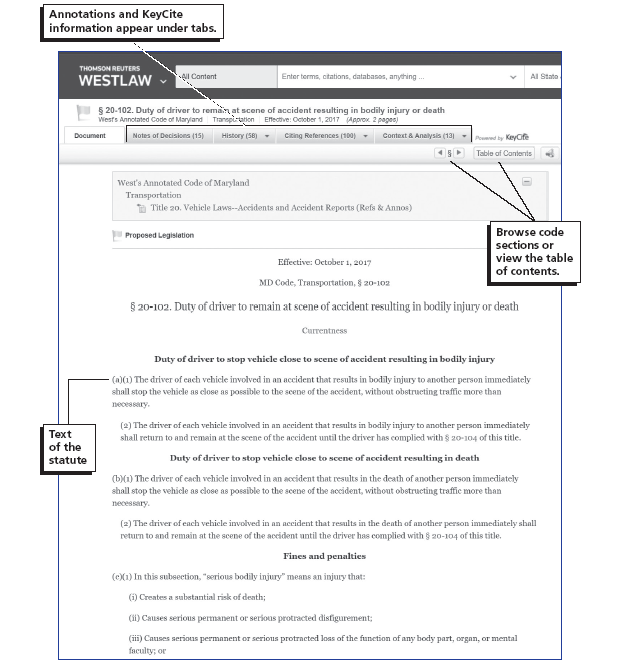 Annotations and KeyCite
information appear under tabs.
THOMSON REUTERS
WESTLAW
All Content
Enter terms, citations, databases, anything ...
All State
§ 20-102. Duty of driver to remain at scene of accident resulting in bodily injury or death
West's Annotated Code of Maryland Transportation Effective: October 1, 2017 (Approx. 2 pages)
Document Notes of Decisions (15) History (58) Citing References (100) Context & Analysis (13) Powered by KeyCite
§ Table of Contents
West's Annotated Code of Maryland
Transportation
Title 20. Vehicle Laws--Accidents and Accident Reports (Refs & Annos)
Proposed Legislation
Browse code
sections or
view the table
of contents.
Effective: October 1, 2017
MD Code, Transportation, § 20-102
§ 20-102. Duty of driver to remain at scene of accident resulting in bodily injury or death
Currentness
Duty of driver to stop vehicle close to scene of accident resulting in bodily injury
(a)(1) The driver of each vehicle involved in an accident that results in bodily injury to another person immediately
shall stop the vehicle as close as possible to the scene of the accident, without obstructing traffic more than
necessary.
Text
of the
statute
(2) The driver of each vehicle involved in an accident that results in bodily injury to another person immediately
shall return to and remain at the scene of the accident until the driver has complied with § 20-104 of this title.
Duty of driver to stop vehicle close to scene of accident resulting in death
(b)(1) The driver of each vehicle involved in an accident that results in the death of another person immediately
shall stop the vehicle as close as possible to the scene of the accident, without obstructing traffic more than
necessary.
(2) The driver of each vehicle involved in an accident that results in the death of another person immediately shall
return to and remain at the scene of the accident until the driver has complied with § 20-104 of this title.
Fines and penalties
(c)(1) In this subsection, "serious bodily injury" means an injury that:
(i) Creates a substantial risk of death;
(ii) Causes serious permanent or serious protracted disfigurement;
(iii) Causes serious permanent or serious protracted loss of the function of any body part, organ, or mental
faculty; or